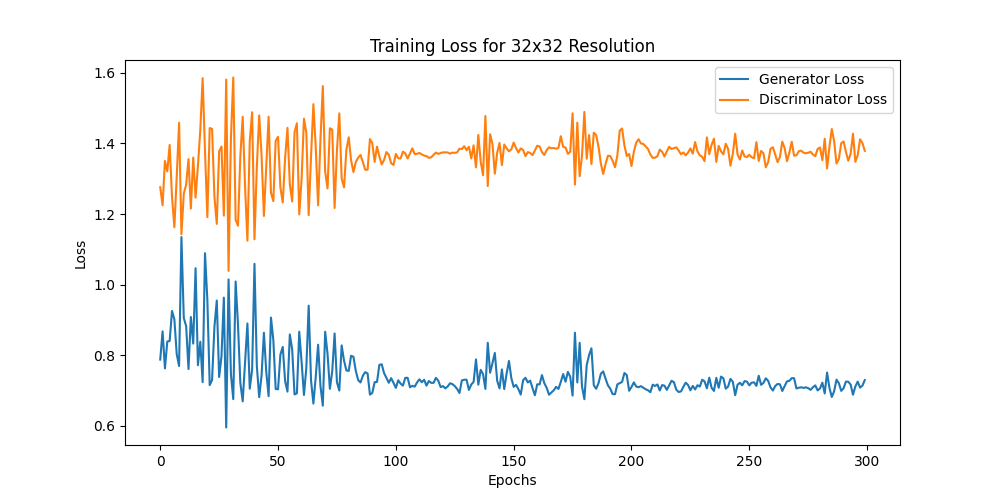 Training Loss for 32x32 Resolution
Generator Loss
Discriminator Loss
1.6
1.4
1.2
1.0
0.8
0.6
Loss
0
50
100
150
200
250
300
Epochs